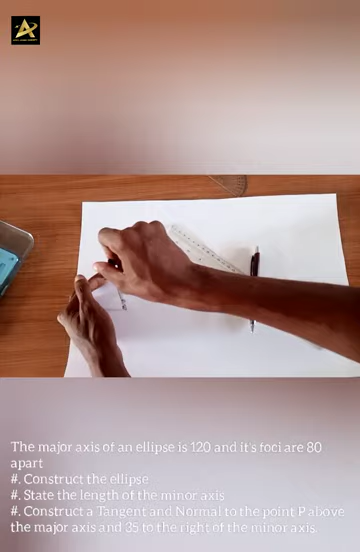 The major axis of an ellipse is 120 and it's foci are 80
apart
#. Construct the ellipse
#. State the length of the minor axis
#. Construct a Tangent and Normal to the point P above
the major axis and 35 to the right of the minor axis.